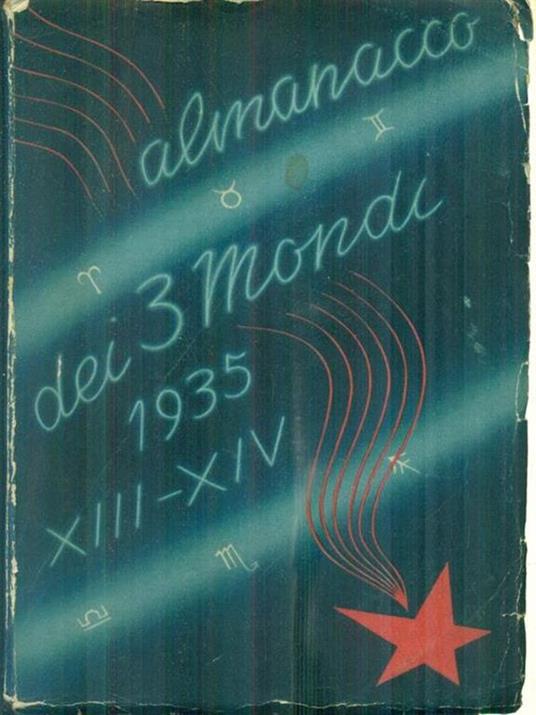 almanacco
dei 3 Mondi
1935
XIII-XIV